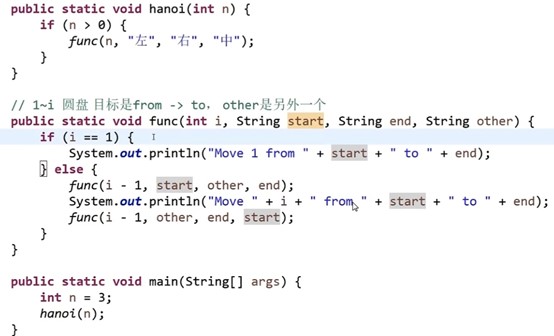 public static void hanoi(int n) {
if (n > 0) {
func(n, "左", "右", "中");
}
}
// 1~i 圆盘 目标是from -> to， other是另外一个
public static void func(int i, String start, String end, String other) {
if (i == 1) {
System.out.println("Move 1 from " + start + " to " + end);
} else {
func(i - 1, start, other, end);
System.out.println("Move " + i + " from " + start + " to " + end);
func(i - 1, other, end, start);
}
}
public static void main(String[] args) {
int n = 3;
hanoi(n);
}